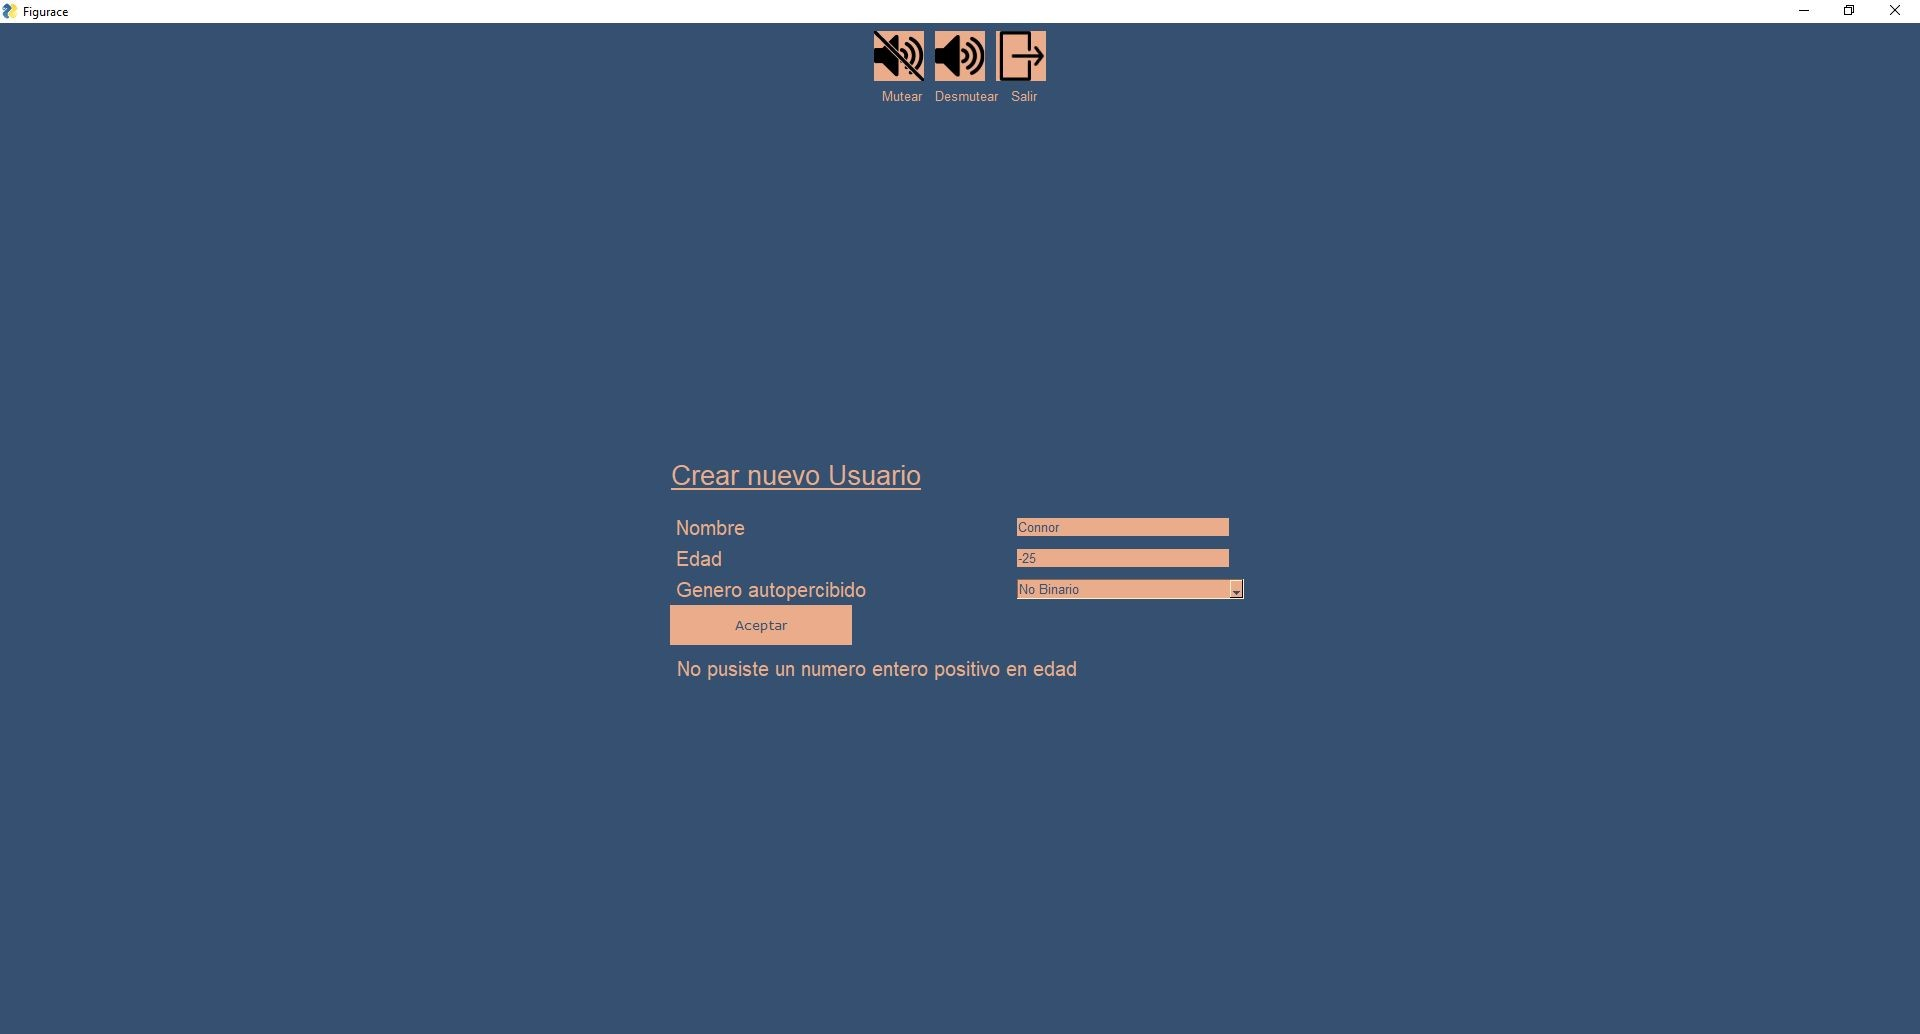 Figurace
Mutear Desmutear Salir
Crear nuevo Usuario
Nombre Connor
Edad -25
Genero autopercibido No Binario
Aceptar
No pusiste un numero entero positivo en edad